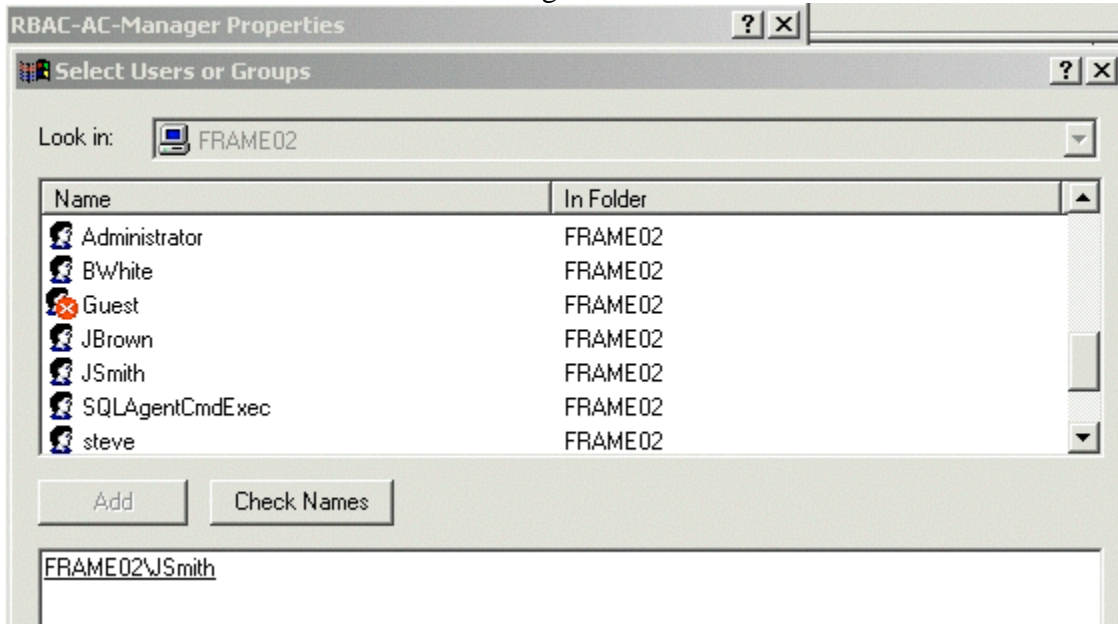 RBAC-AC-Manager Properties
Select Users or Groups
Look in: FRAME02
Name In Folder
Administrator FRAME02
BWhite FRAME02
Guest FRAME02
JBrown FRAME02
JSmith FRAME02
SQLAgentCmdExec FRAME02
steve FRAME02
Add Check Names
FRAME02\JSmith